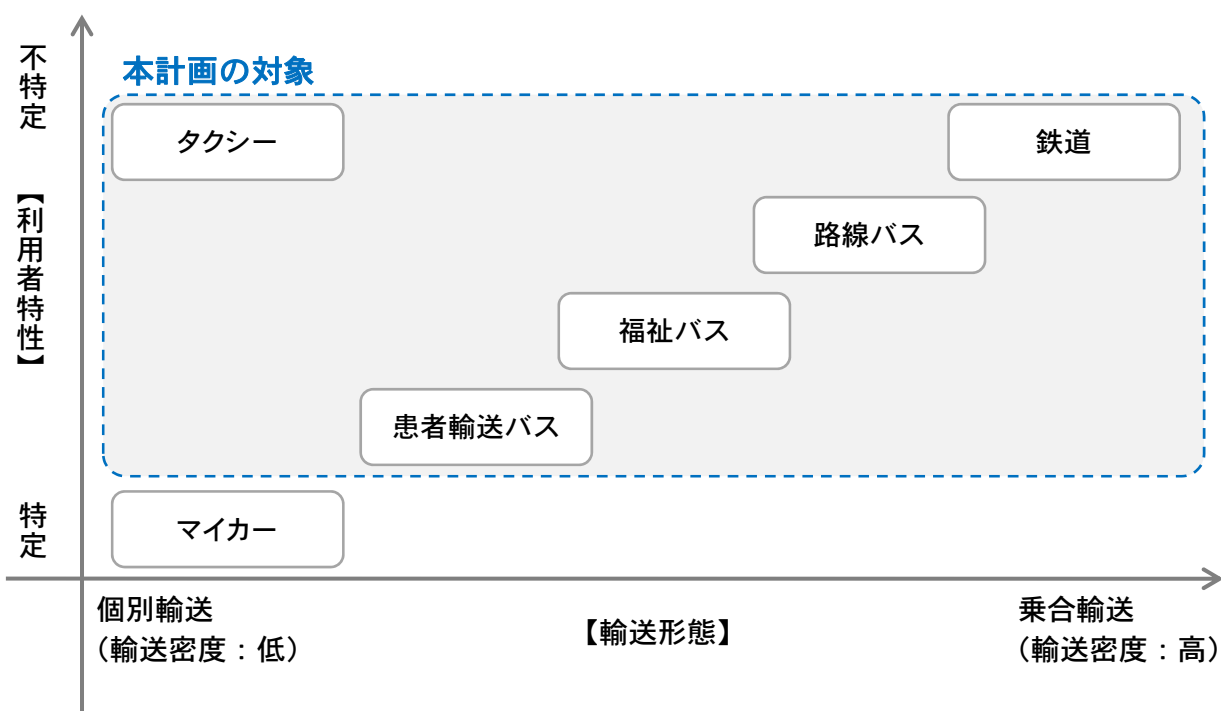 不特定
【利用者特性】
特定
本計画の対象
タクシー
鉄道
路線バス
福祉バス
患者輸送バス
マイカー
個別輸送
（輸送密度：低）
【輸送形態】
乗合輸送
（輸送密度：高）